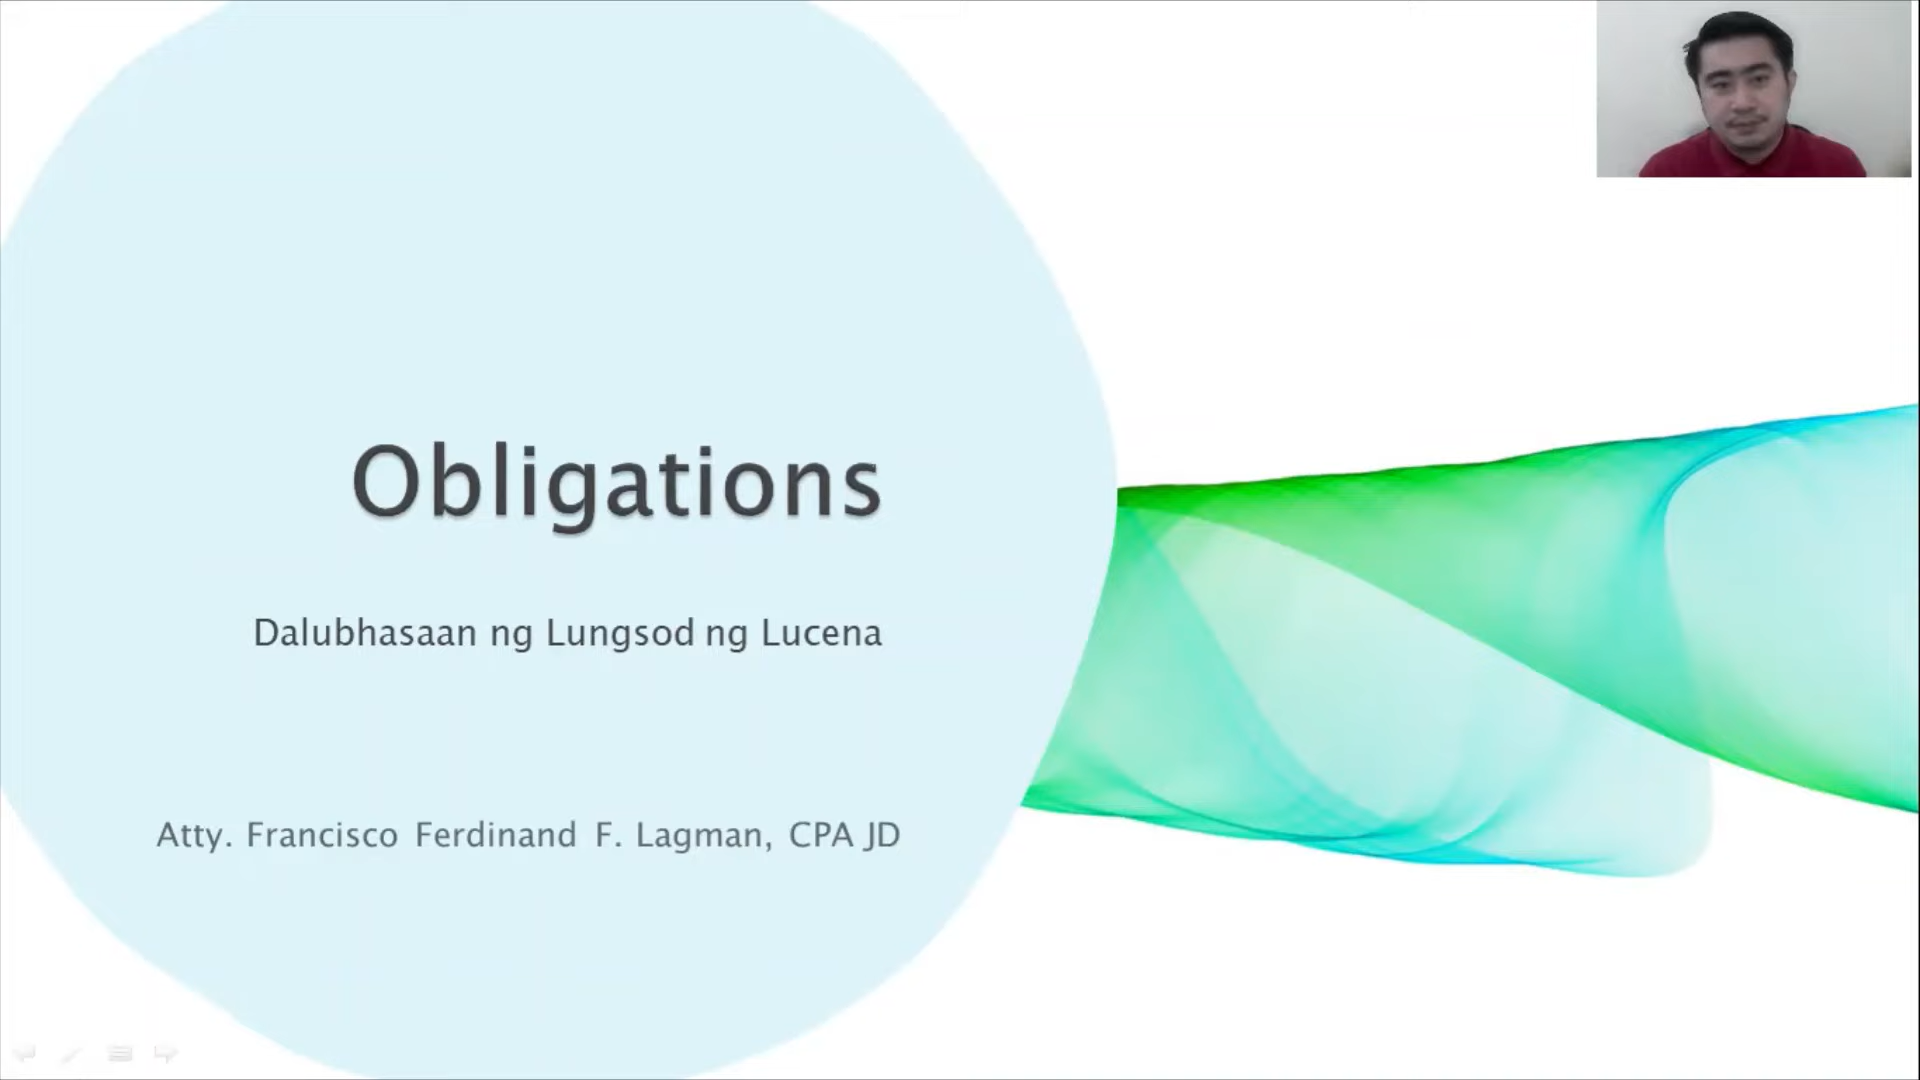 Obligations
Dalubhasaan ng Lungsod ng Lucena
Atty. Francisco Ferdinand F. Lagman, CPA JD